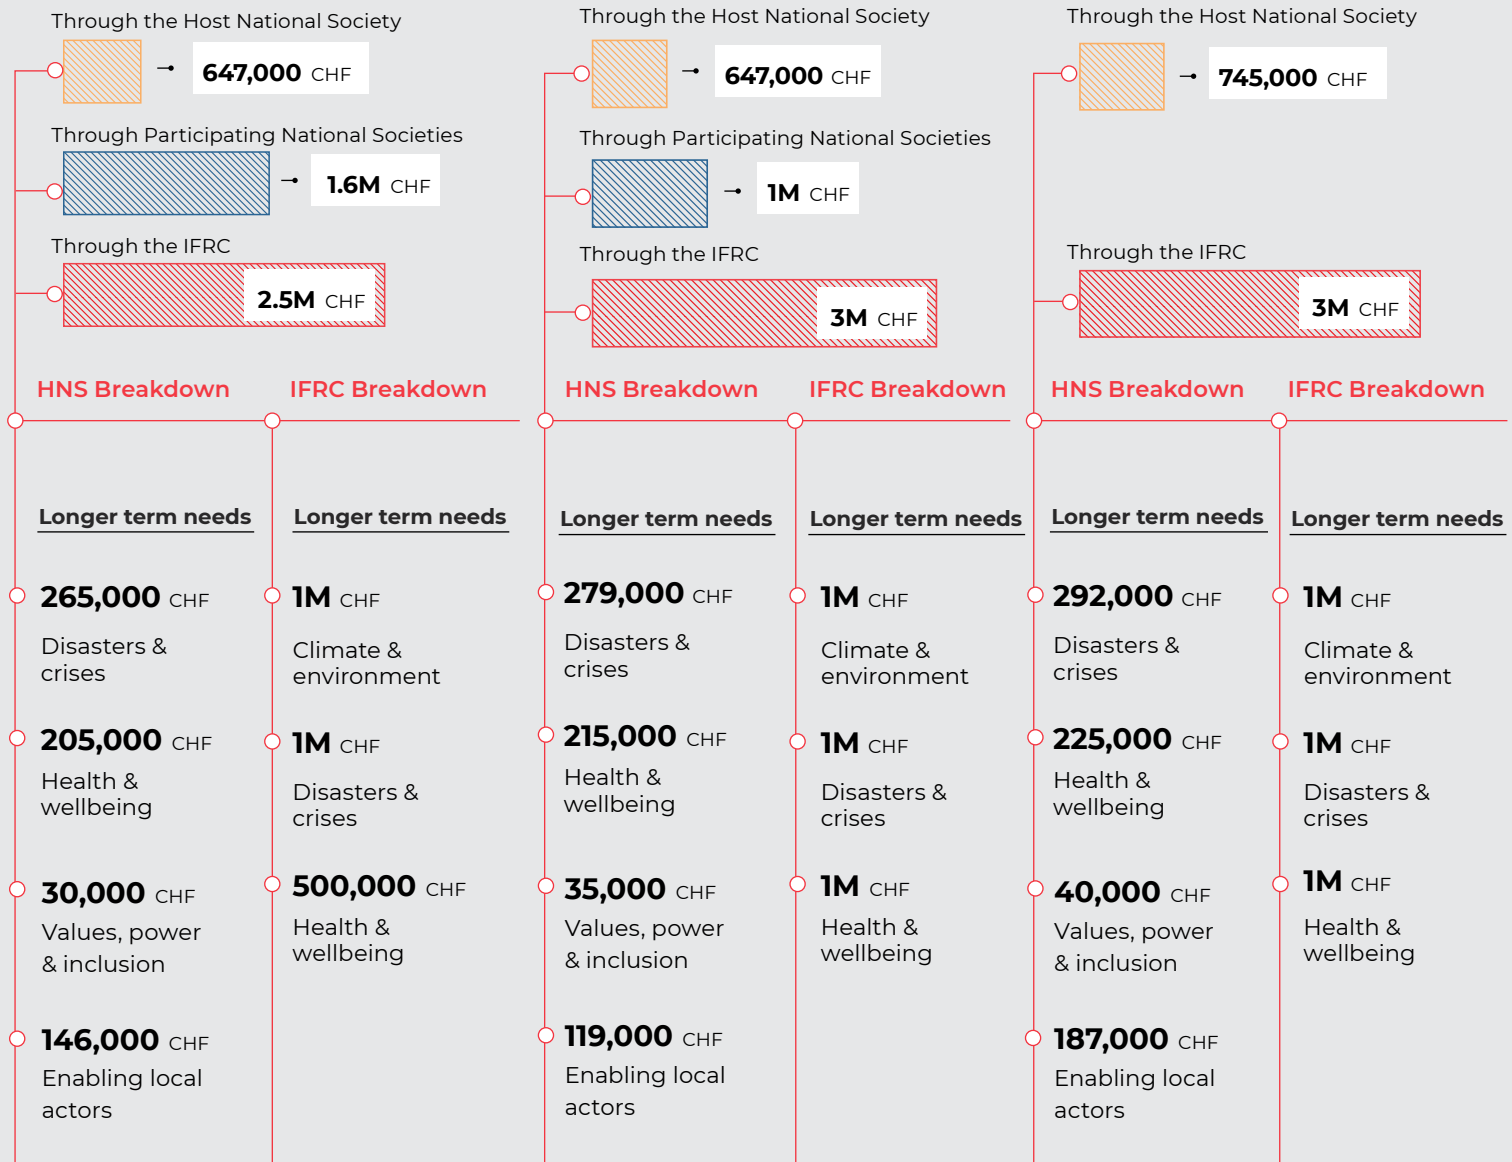 Through the Host National Society
647,000 CHF
Through Participating National Societies
1.6M CHF
Through the IFRC
2.5M CHF
HNS Breakdown
IFRC Breakdown
Longer term needs
Longer term needs
265,000 CHF
Disasters &
crises
205,000 CHF
Health &
wellbeing
30,000 CHF
Values, power
& inclusion
146,000 CHF
Enabling local
actors
1M CHF
Climate &
environment
1M CHF
Disasters &
crises
500,000 CHF
Health &
wellbeing
Through the Host National Society
647,000 CHF
Through Participating National Societies
1M CHF
Through the IFRC
3M CHF
HNS Breakdown
IFRC Breakdown
Longer term needs
Longer term needs
279,000 CHF
Disasters &
crises
215,000 CHF
Health &
wellbeing
35,000 CHF
Values, power
& inclusion
119,000 CHF
Enabling local
actors
1M CHF
Climate &
environment
1M CHF
Disasters &
crises
1M CHF
Health &
wellbeing
Through the Host National Society
745,000 CHF
Through the IFRC
3M CHF
HNS Breakdown
IFRC Breakdown
Longer term needs
Longer term needs
292,000 CHF
Disasters &
crises
225,000 CHF
Health &
wellbeing
40,000 CHF
Values, power
& inclusion
187,000 CHF
Enabling local
actors
1M CHF
Climate &
environment
1M CHF
Disasters &
crises
1M CHF
Health &
wellbeing